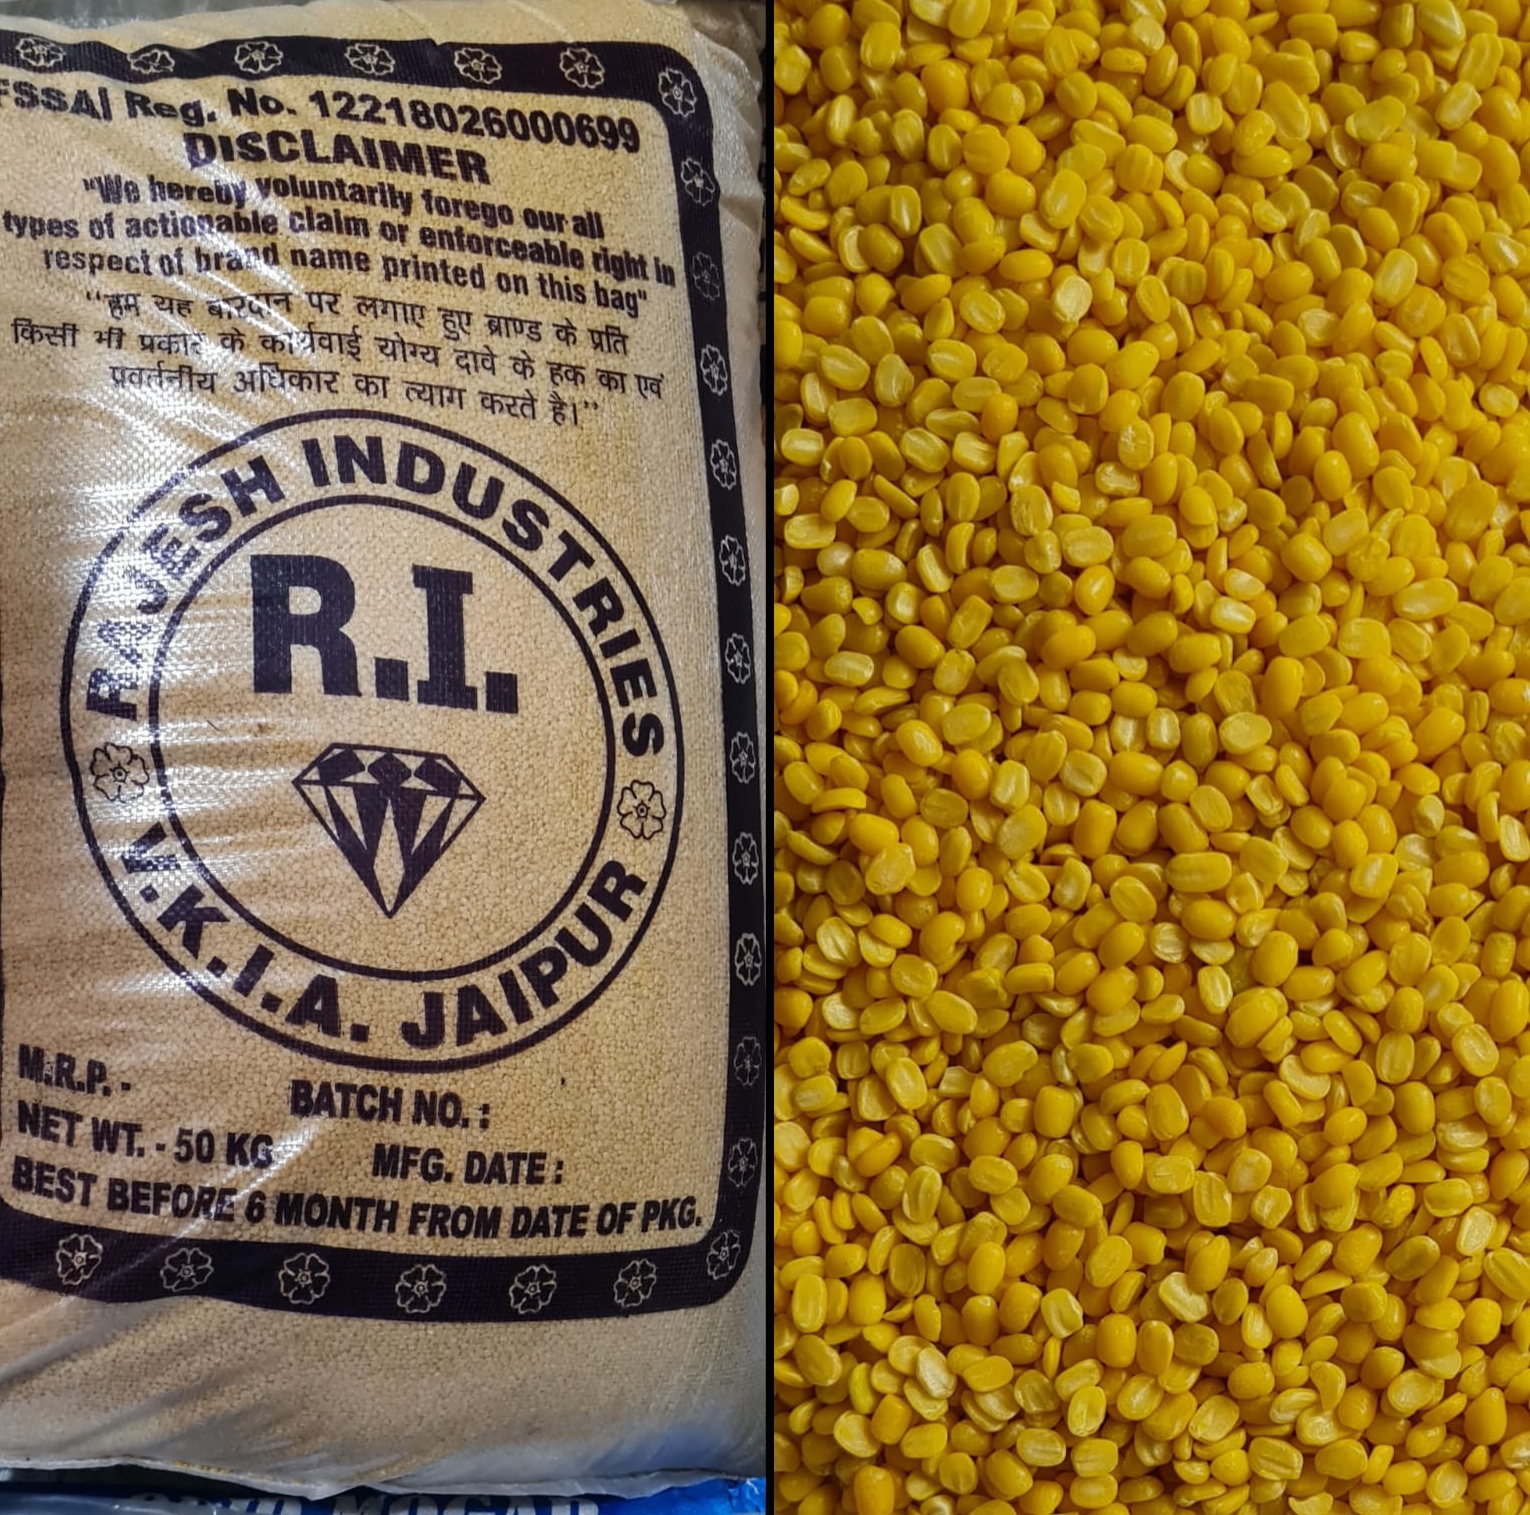 FSSAI Reg. No. 12218026000699
DISCLAIMER
"We hereby voluntarily forego our all
types of actionable claim or enforceable right in
respect of brand name printed on this bag"
"हम यह बारदान पर लगाए हुए ब्राण्ड के प्रति
किसी भी प्रकार के कार्यवाई योग्य दावे के हक का एवं
प्रवर्तनीय अधिकार का त्याग करते है।"
RAJESH INDUSTRIES
R.I.
V.K.I.A. JAIPUR
M.R.P. -
BATCH NO. :
NET WT. - 50 KG
MFG. DATE :
BEST BEFORE 6 MONTH FROM DATE OF PKG.
MOGAR